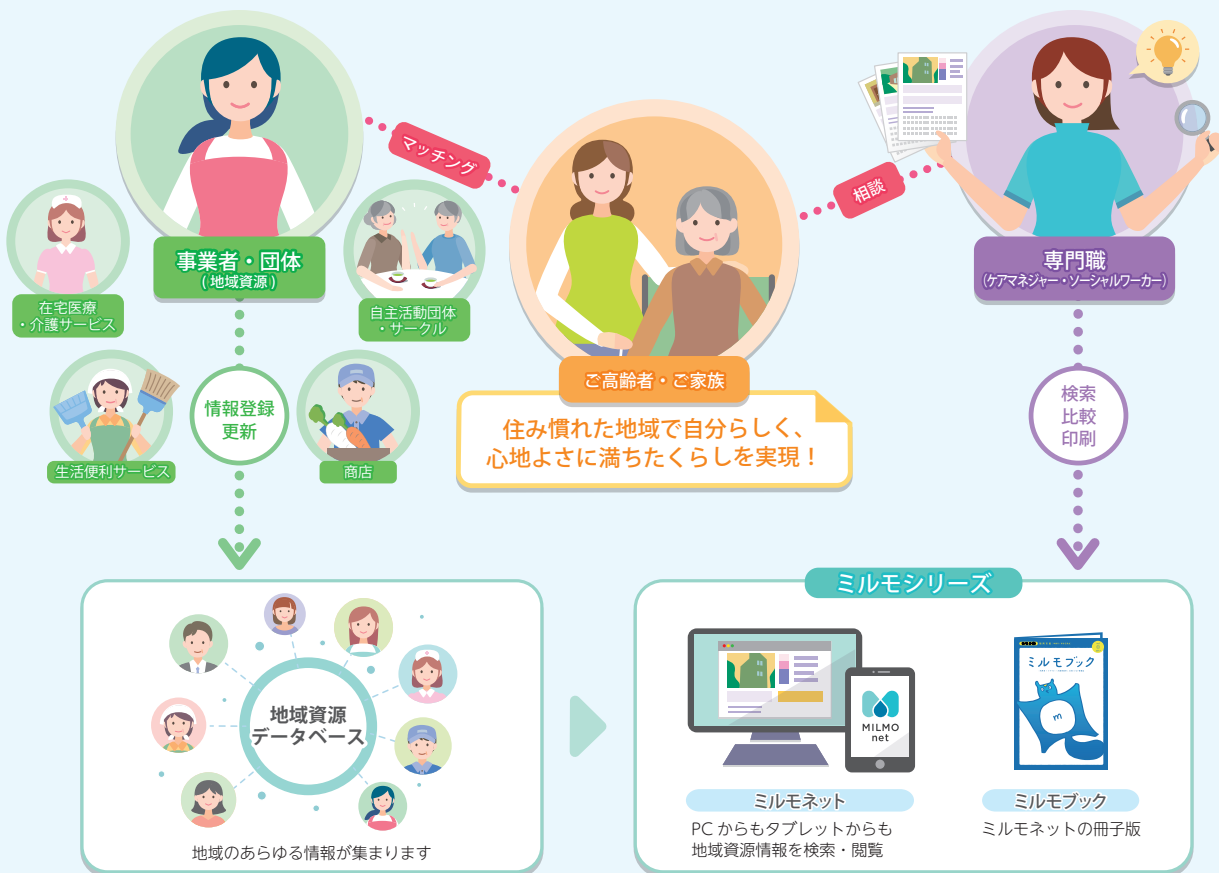 マッチング
相談
事業者・団体
(地域資源)
専門職
(ケアマネジャー・ソーシャルワーカー)
在宅医療
・介護サービス
自主活動団体
・サークル
ご高齢者・ご家族
情報登録
更新
検索
比較
印刷
住み慣れた地域で自分らしく、
心地よさに満ちたくらしを実現！
生活便利サービス
商店
ミルモシリーズ
地域資源
データベース
地域のあらゆる情報が集まります
MILMO
net
ミルモブック
m
ミルモネット
PC からもタブレットからも
地域資源情報を検索・閲覧
ミルモブック
ミルモネットの冊子版